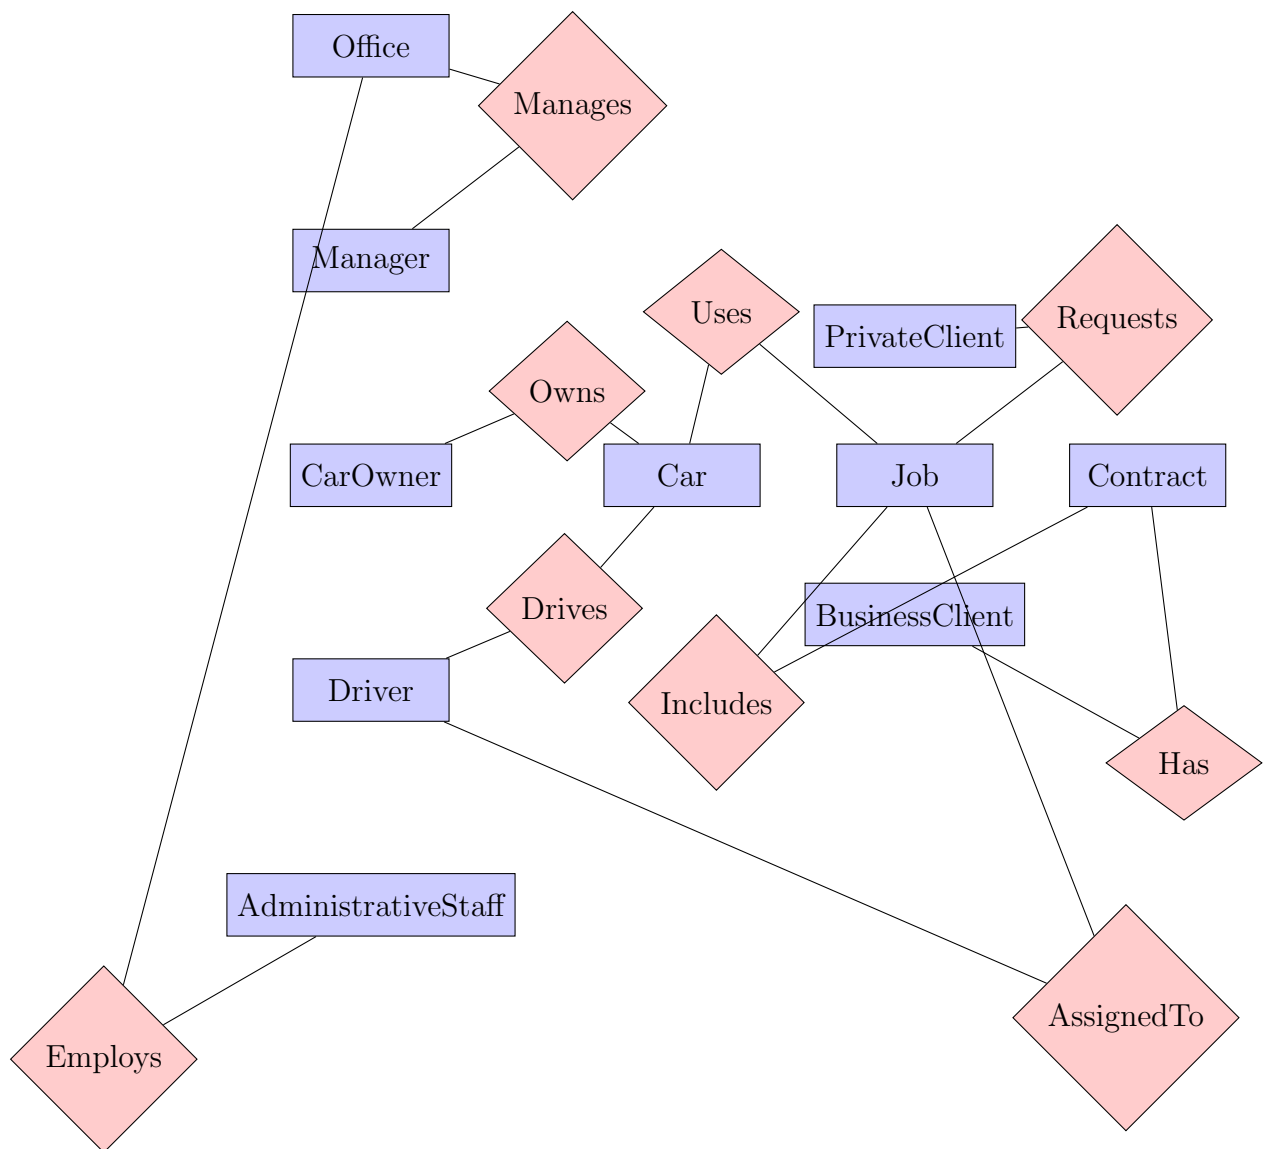 Office
Manages
Manager
Uses
PrivateClient
Requests
Owns
CarOwner
Car
Job
Contract
Drives
BusinessClient
Driver
Includes
Has
AdministrativeStaff
AssignedTo
Employs